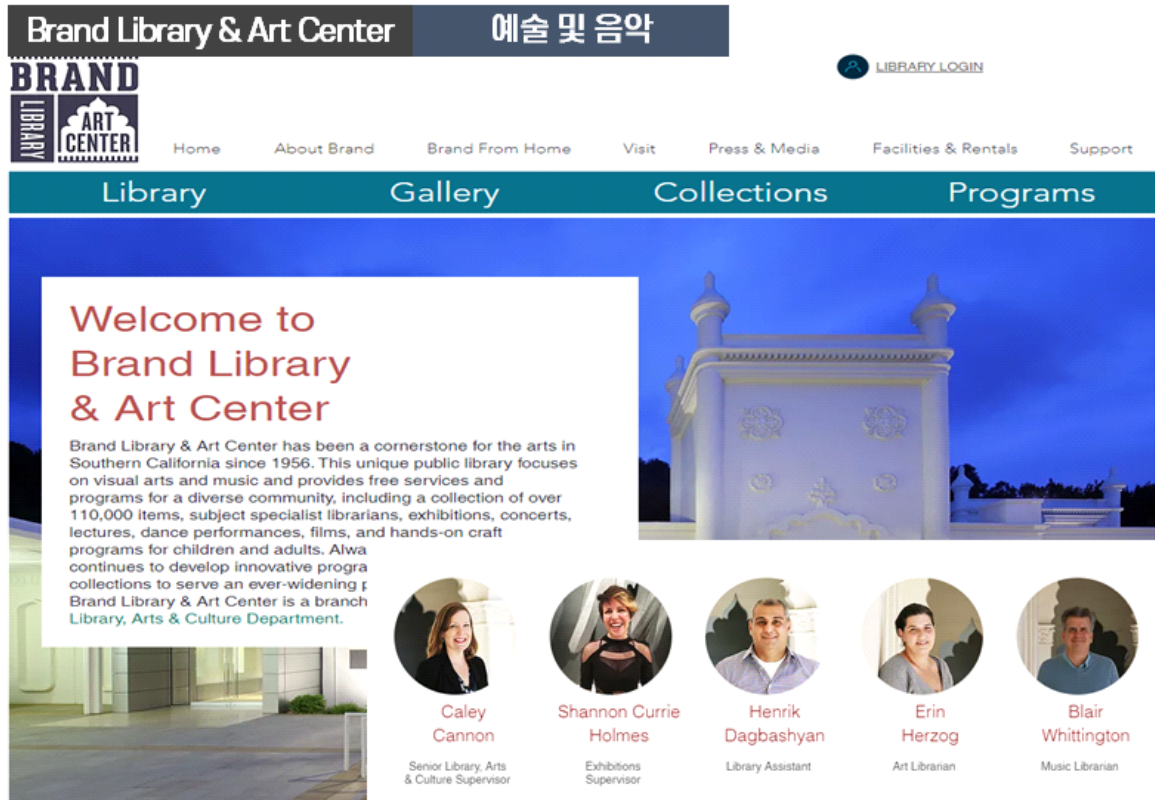 Brand Library & Art Center 예술 및 음악
BRAND
LIBRARY
ART
CENTER
LIBRARY LOGIN
Home About Brand Brand From Home Visit Press & Media Facilities & Rentals Support
Library Gallery Collections Programs
Welcome to
Brand Library
& Art Center
Brand Library & Art Center has been a cornerstone for the arts in
Southern California since 1956. This unique public library focuses
on visual arts and music and provides free services and
programs for a diverse community, including a collection of over
110,000 items, subject specialist librarians, exhibitions, concerts,
lectures, dance performances, films, and hands-on craft
programs for children and adults. Alwa
continues to develop innovative progra
collections to serve an ever-widening p
Brand Library & Art Center is a branch
Library, Arts & Culture Department.
Caley
Cannon
Senior Library, Arts
& Culture Supervisor
Shannon Currie
Holmes
Exhibitions
Supervisor
Henrik
Dagbashyan
Library Assistant
Erin
Herzog
Art Librarian
Blair
Whittington
Music Librarian